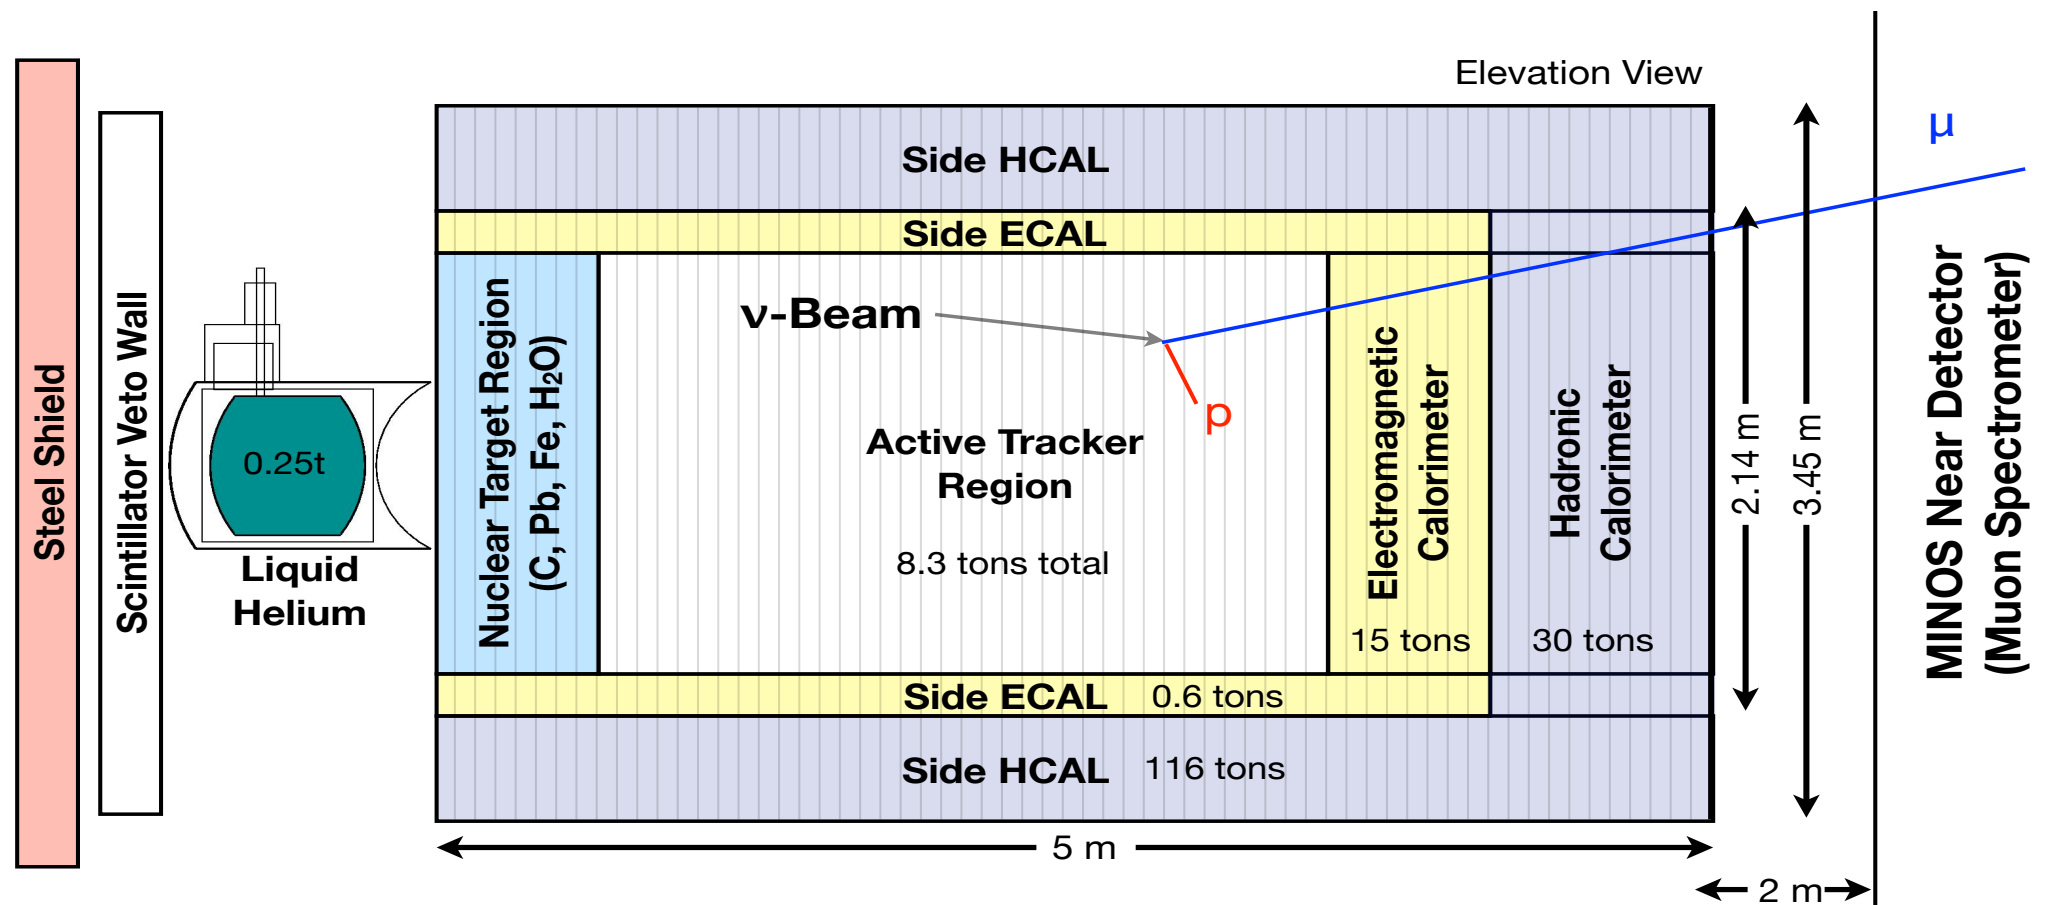 Elevation View
μ
Side HCAL
Side ECAL
Steel Shield
Scintillator Veto Wall
0.25t
Liquid
Helium
Nuclear Target Region
(C, Pb, Fe, H₂O)
ν-Beam
p
Active Tracker
Region
8.3 tons total
Electromagnetic
Calorimeter
15 tons
Hadronic
Calorimeter
30 tons
2.14 m
3.45 m
MINOS Near Detector
(Muon Spectrometer)
Side ECAL 0.6 tons
Side HCAL 116 tons
5 m
2 m